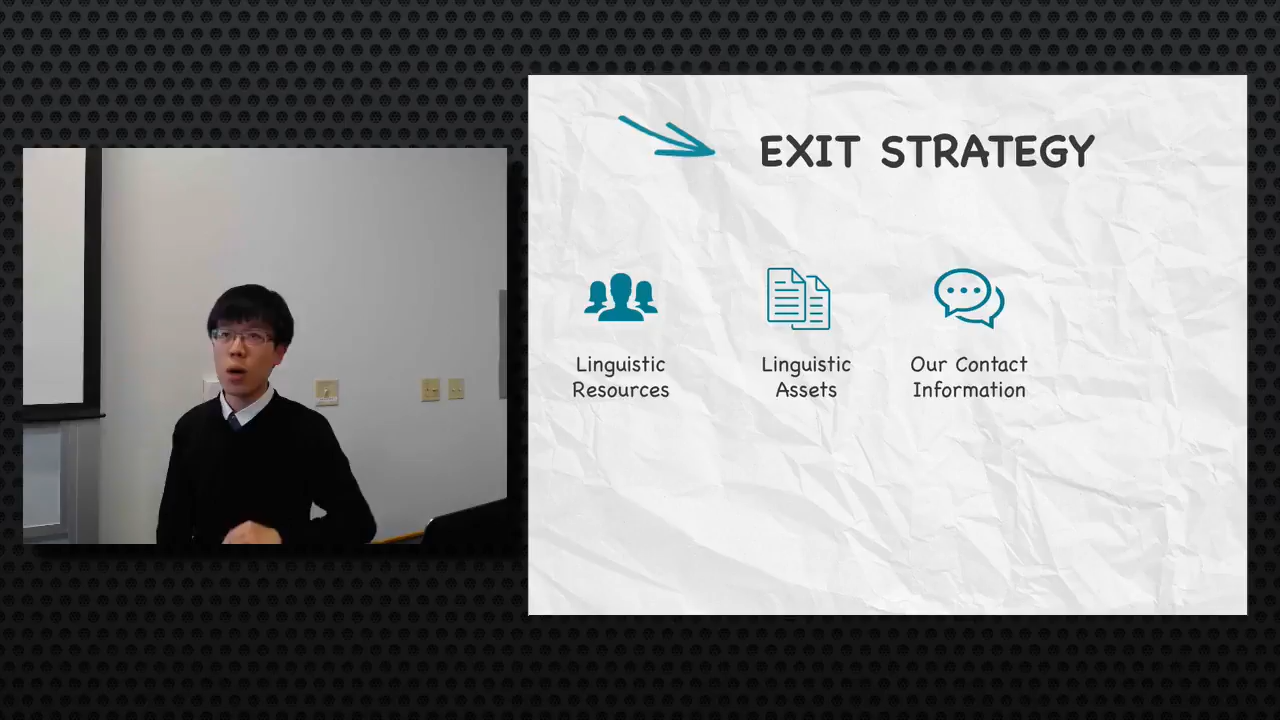 EXIT STRATEGY
Linguistic
Resources
Linguistic
Assets
Our Contact
Information